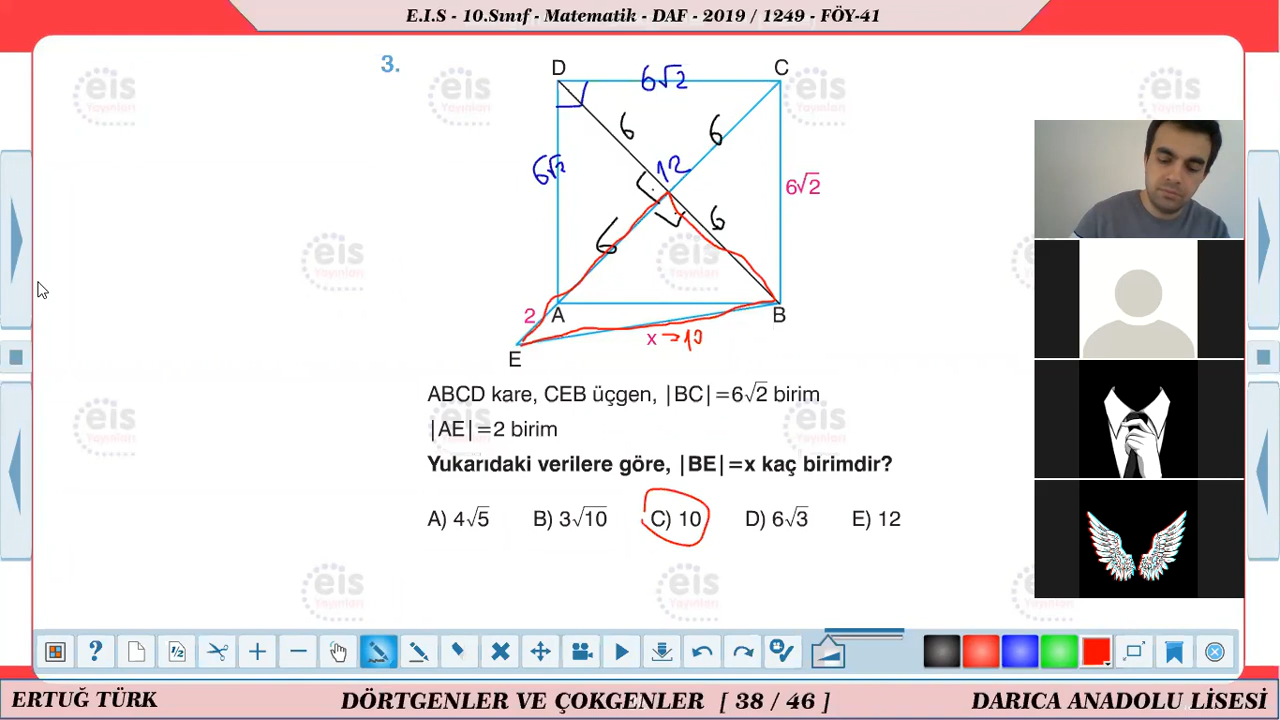 E.I.S - 10.Sınıf - Matematik - DAF - 2019 / 1249 - FÖY-41
3.
D
C
6√2
6
6
12
6√2
6√2
6
6
2
A
B
x → 10
E
ABCD kare, CEB üçgen, |BC|=6√2 birim
|AE|=2 birim
Yukarıdaki verilere göre, |BE|=x kaç birimdir?
A) 4√5 B) 3√10 C) 10 D) 6√3 E) 12
eis Yayınları
ERTUĞ TÜRK
DÖRTGENLER VE ÇOKGENLER [ 38 / 46 ]
DARICA ANADOLU LİSESİ